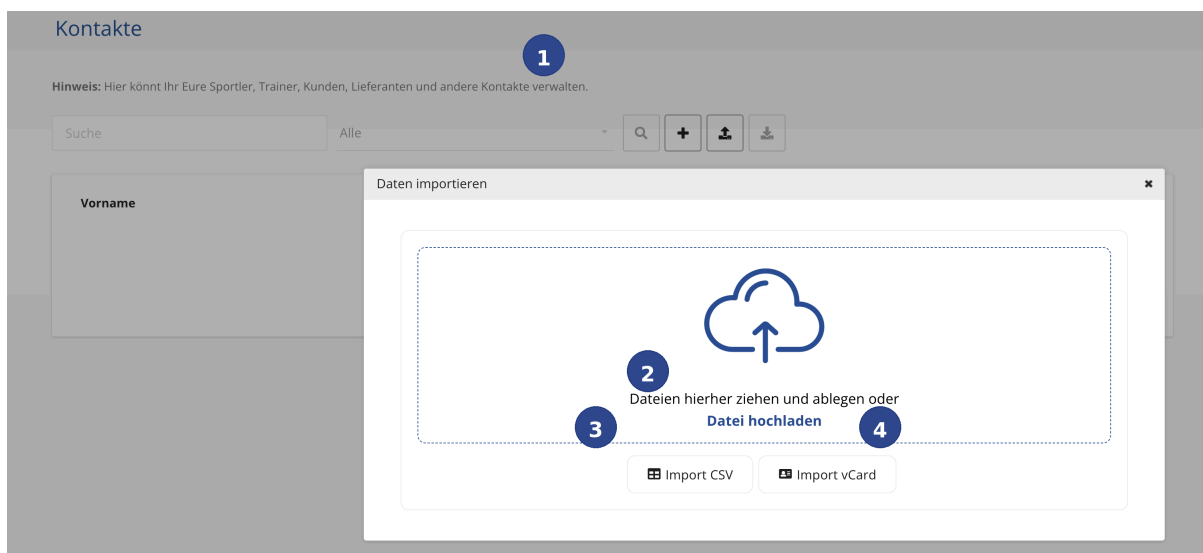 Kontakte
1
Hinweis: Hier könnt Ihr Eure Sportler, Trainer, Kunden, Lieferanten und andere Kontakte verwalten.
Suche
Alle
Daten importieren
Vorname
2
Dateien hierher ziehen und ablegen oder
3
Datei hochladen
4
Import CSV
Import vCard